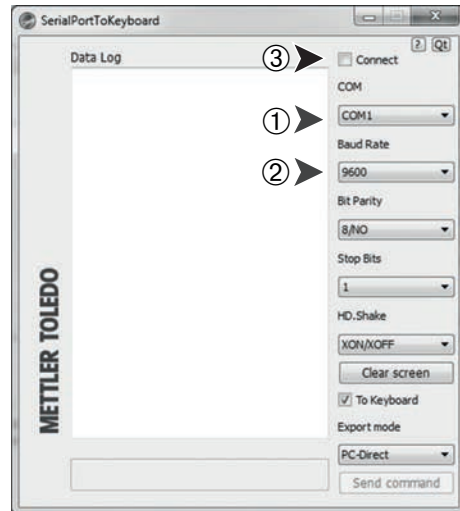 SerialPortToKeyboard
? Qt
Data Log
③
Connect
COM
①
COM1
Baud Rate
②
9600
Bit Parity
8/NO
Stop Bits
1
HD.Shake
XON/XOFF
Clear screen
To Keyboard
Export mode
PC-Direct
Send command
METTLER TOLEDO